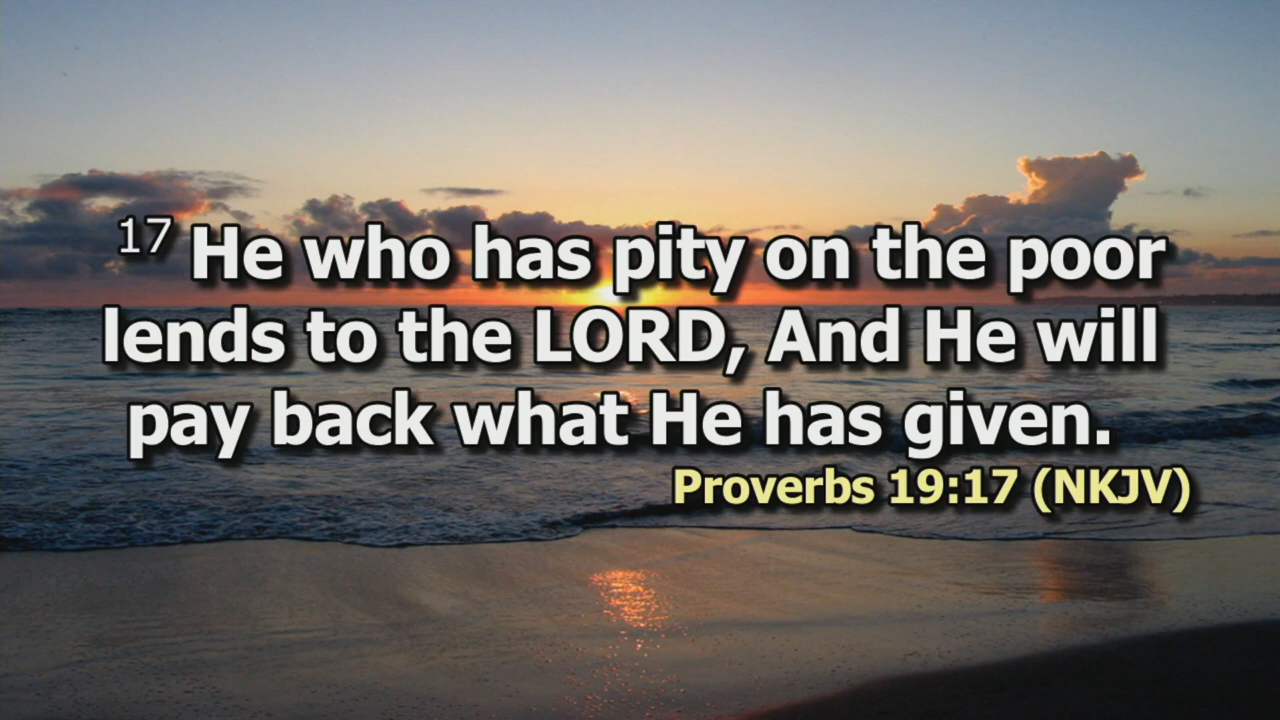 17 He who has pity on the poor
lends to the LORD, And He will
pay back what He has given.
Proverbs 19:17 (NKJV)